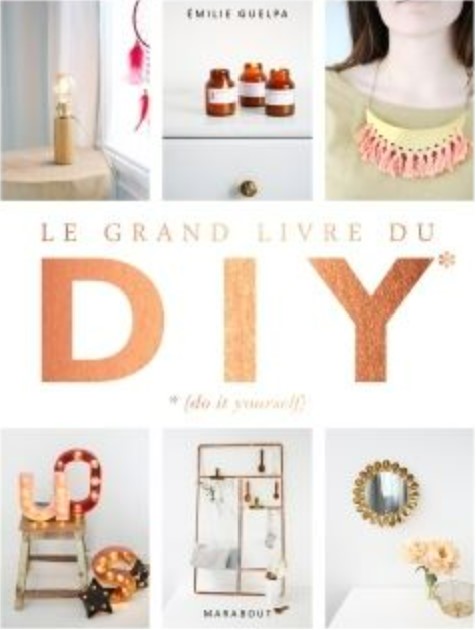 ÉMILIE GUELPA
LE GRAND LIVRE DU
DIY*
* {do it yourself}
MARABOUT